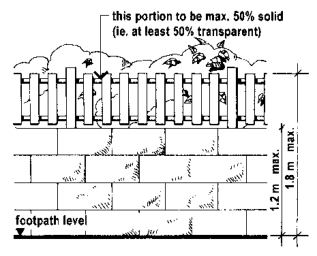 this portion to be max. 50% solid
(ie. at least 50% transparent)
1.2 m max.
1.8 m max.
footpath level